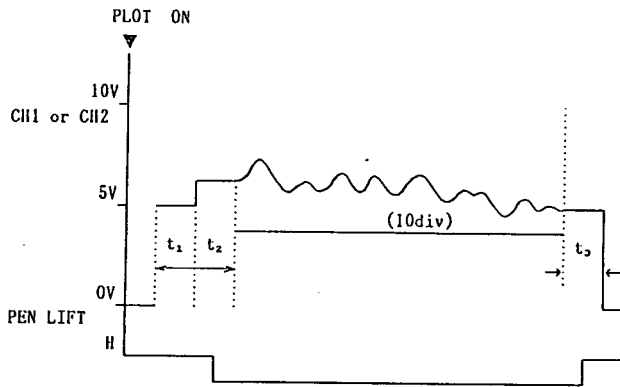 PLOT ON
10V
CH1 or CH2
5V
(10div)
t₁ t₂ t₃
0V
PEN LIFT
H